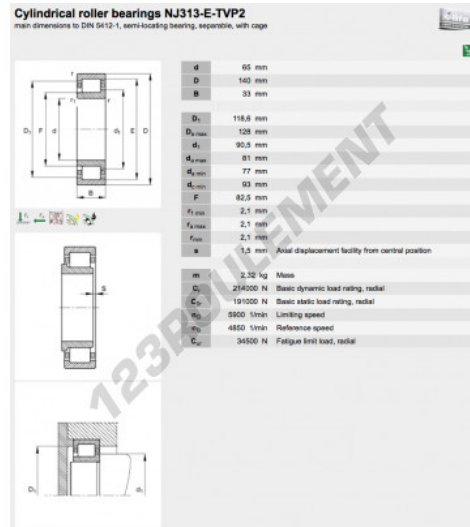 Cylindrical roller bearings NJ313-E-TVP2
main dimensions to DIN 5412-1, semi-locating bearing, separable, with cage
d 65 mm
D 140 mm
B 33 mm
D1 118,6 mm
Da max 128 mm
d1 90,5 mm
da max 81 mm
da min 77 mm
dc min 93 mm
F 82,5 mm
r1 min 2,1 mm
ra max 2,1 mm
rmin 2,1 mm
s 1,5 mm Axial displacement facility from central position
m 2,32 kg Mass
Cr 214000 N Basic dynamic load rating, radial
C0r 191000 N Basic static load rating, radial
nG 5900 1/min Limiting speed
nB 4850 1/min Reference speed
Cur 34500 N Fatigue limit load, radial
r
r1
D1 F d
E D
B
S
123ROULEMENT